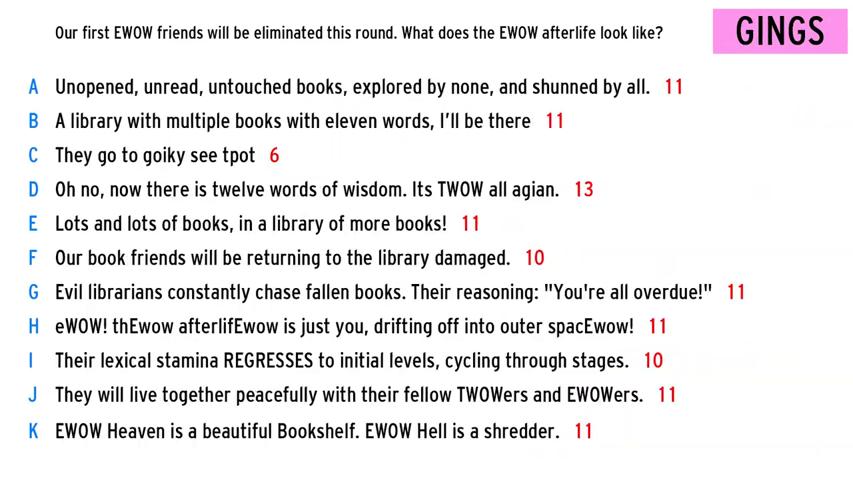 Our first EWOW friends will be eliminated this round. What does the EWOW afterlife look like?
GINGS
A Unopened, unread, untouched books, explored by none, and shunned by all. 11
B A library with multiple books with eleven words, I'll be there 11
C They go to goiky see tpot 6
D Oh no, now there is twelve words of wisdom. Its TWOW all agian. 13
E Lots and lots of books, in a library of more books! 11
F Our book friends will be returning to the library damaged. 10
G Evil librarians constantly chase fallen books. Their reasoning: "You're all overdue!" 11
H eWOW! thEwow afterlifEwow is just you, drifting off into outer spacEwow! 11
I Their lexical stamina REGRESSES to initial levels, cycling through stages. 10
J They will live together peacefully with their fellow TWOWers and EWOWers. 11
K EWOW Heaven is a beautiful Bookshelf. EWOW Hell is a shredder. 11